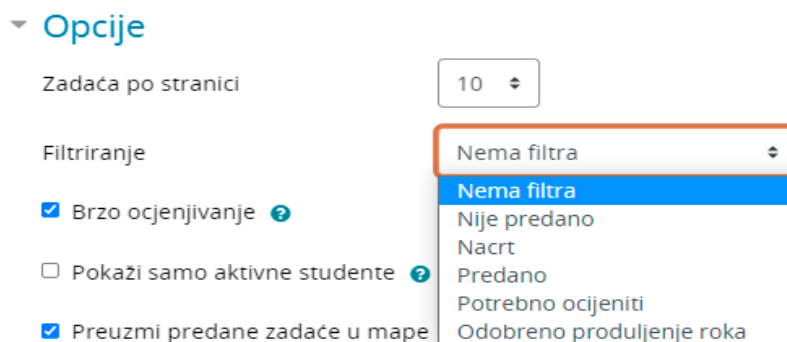 Opcije
Zadaća po stranici 10
Filtriranje Nema filtra
Nema filtra
Brzo ocjenjivanje Nije predano
Nacrt
Pokaži samo aktivne studente Predano
Potrebno ocijeniti
Preuzmi predane zadaće u mape Odobreno produljenje roka